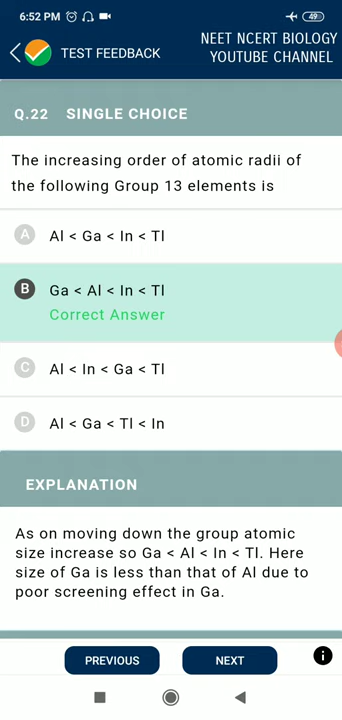 6:52 PM
49
TEST FEEDBACK
NEET NCERT BIOLOGY
YOUTUBE CHANNEL
Q.22 SINGLE CHOICE
The increasing order of atomic radii of
the following Group 13 elements is
A Al < Ga < In < Tl
B Ga < Al < In < Tl
Correct Answer
C Al < In < Ga < Tl
D Al < Ga < Tl < In
EXPLANATION
As on moving down the group atomic
size increase so Ga < Al < In < Tl. Here
size of Ga is less than that of Al due to
poor screening effect in Ga.
PREVIOUS
NEXT